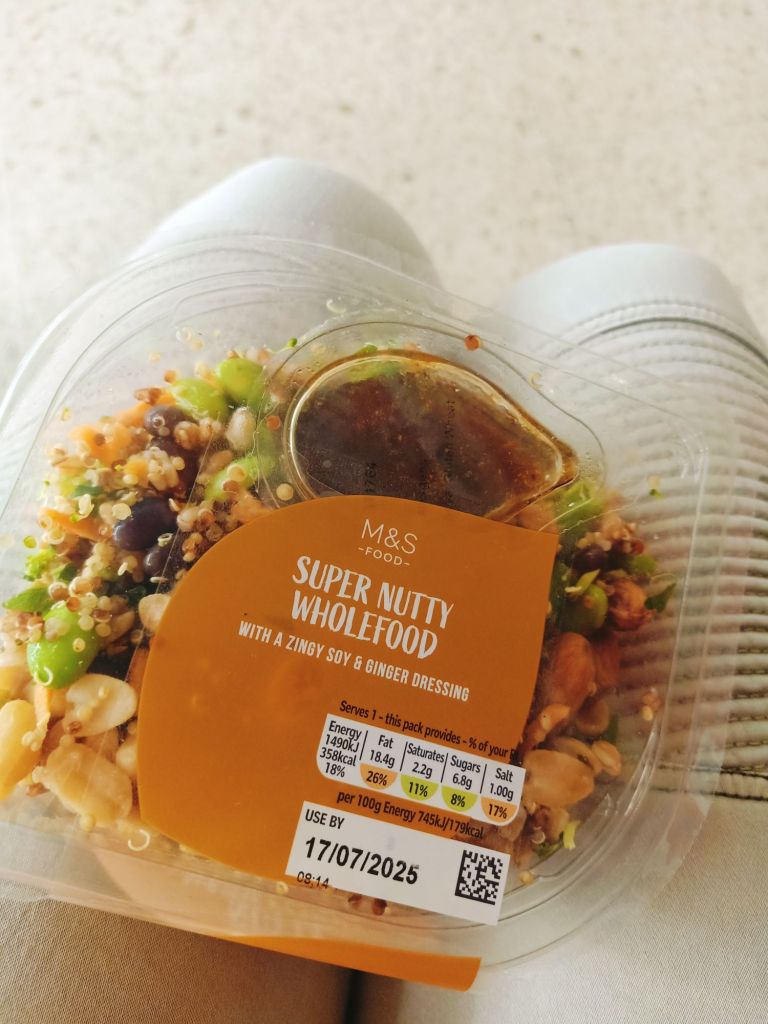 M&S
-FOOD-
SUPER NUTTY
WHOLEFOOD
WITH A ZINGY SOY & GINGER DRESSING
Serves 1 - this pack provides - % of your
Energy Fat Saturates Sugars Salt
1490kJ 18.4g 2.2g 6.8g 1.00g
358kcal
18% 26% 11% 8% 17%
per 100g Energy 745kJ/179kcal
USE BY
17/07/2025
08:14